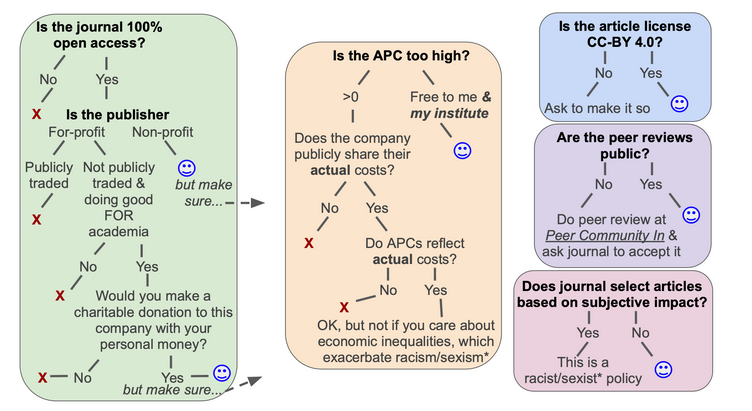 Is the journal 100%
open access?
No
Yes
X
Is the publisher
For-profit
Non-profit
Publicly
traded
Not publicly
traded &
doing good
FOR
academia
but make
sure...
X
No
Yes
X
Would you make a
charitable donation to this
company with your
personal money?
X
No
Yes
but make sure...
Is the APC too high?
>0
Free to me &
my institute
Does the company
publicly share their
actual costs?
No
Yes
X
Do APCs reflect
actual costs?
No
Yes
X
OK, but not if you care about
economic inequalities, which
exacerbate racism/sexism*
Is the article license
CC-BY 4.0?
No
Yes
Ask to make it so
Are the peer reviews
public?
No
Yes
Do peer review at
Peer Community In &
ask journal to accept it
Does journal select articles
based on subjective impact?
Yes
No
This is a
racist/sexist* policy